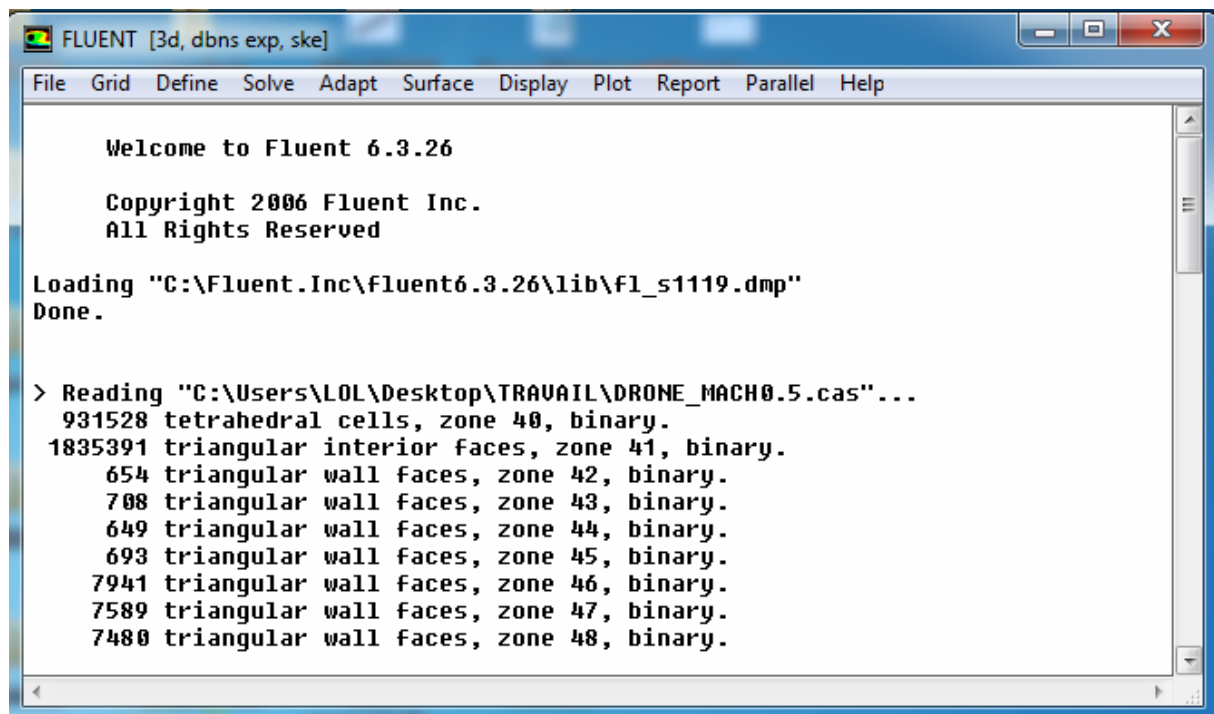 FLUENT [3d, dbns exp, ske]
File Grid Define Solve Adapt Surface Display Plot Report Parallel Help
Welcome to Fluent 6.3.26
Copyright 2006 Fluent Inc.
All Rights Reserved
Loading "C:\Fluent.Inc\fluent6.3.26\lib\fl_s1119.dmp"
Done.
> Reading "C:\Users\LOL\Desktop\TRAVAIL\DRONE_MACH0.5.cas"...
931528 tetrahedral cells, zone 40, binary.
1835391 triangular interior faces, zone 41, binary.
654 triangular wall faces, zone 42, binary.
708 triangular wall faces, zone 43, binary.
649 triangular wall faces, zone 44, binary.
693 triangular wall faces, zone 45, binary.
7941 triangular wall faces, zone 46, binary.
7589 triangular wall faces, zone 47, binary.
7480 triangular wall faces, zone 48, binary.